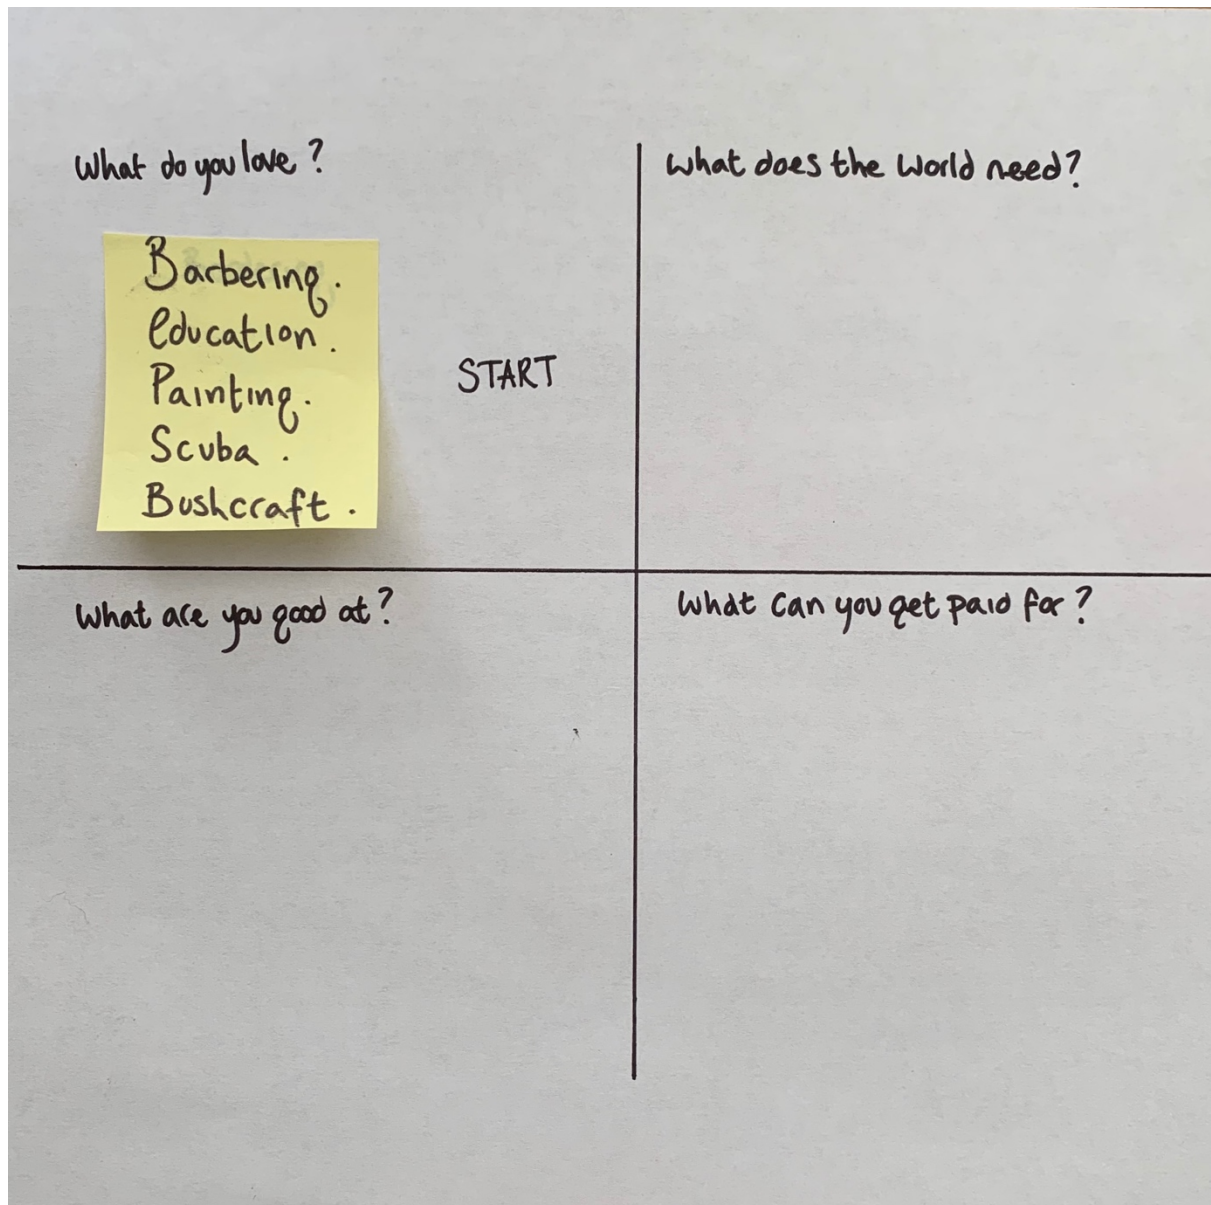 What do you love?
What does the World need?
Barbering.
Education.
Painting.
START
Scuba.
Bushcraft.
What are you good at?
What can you get paid for?